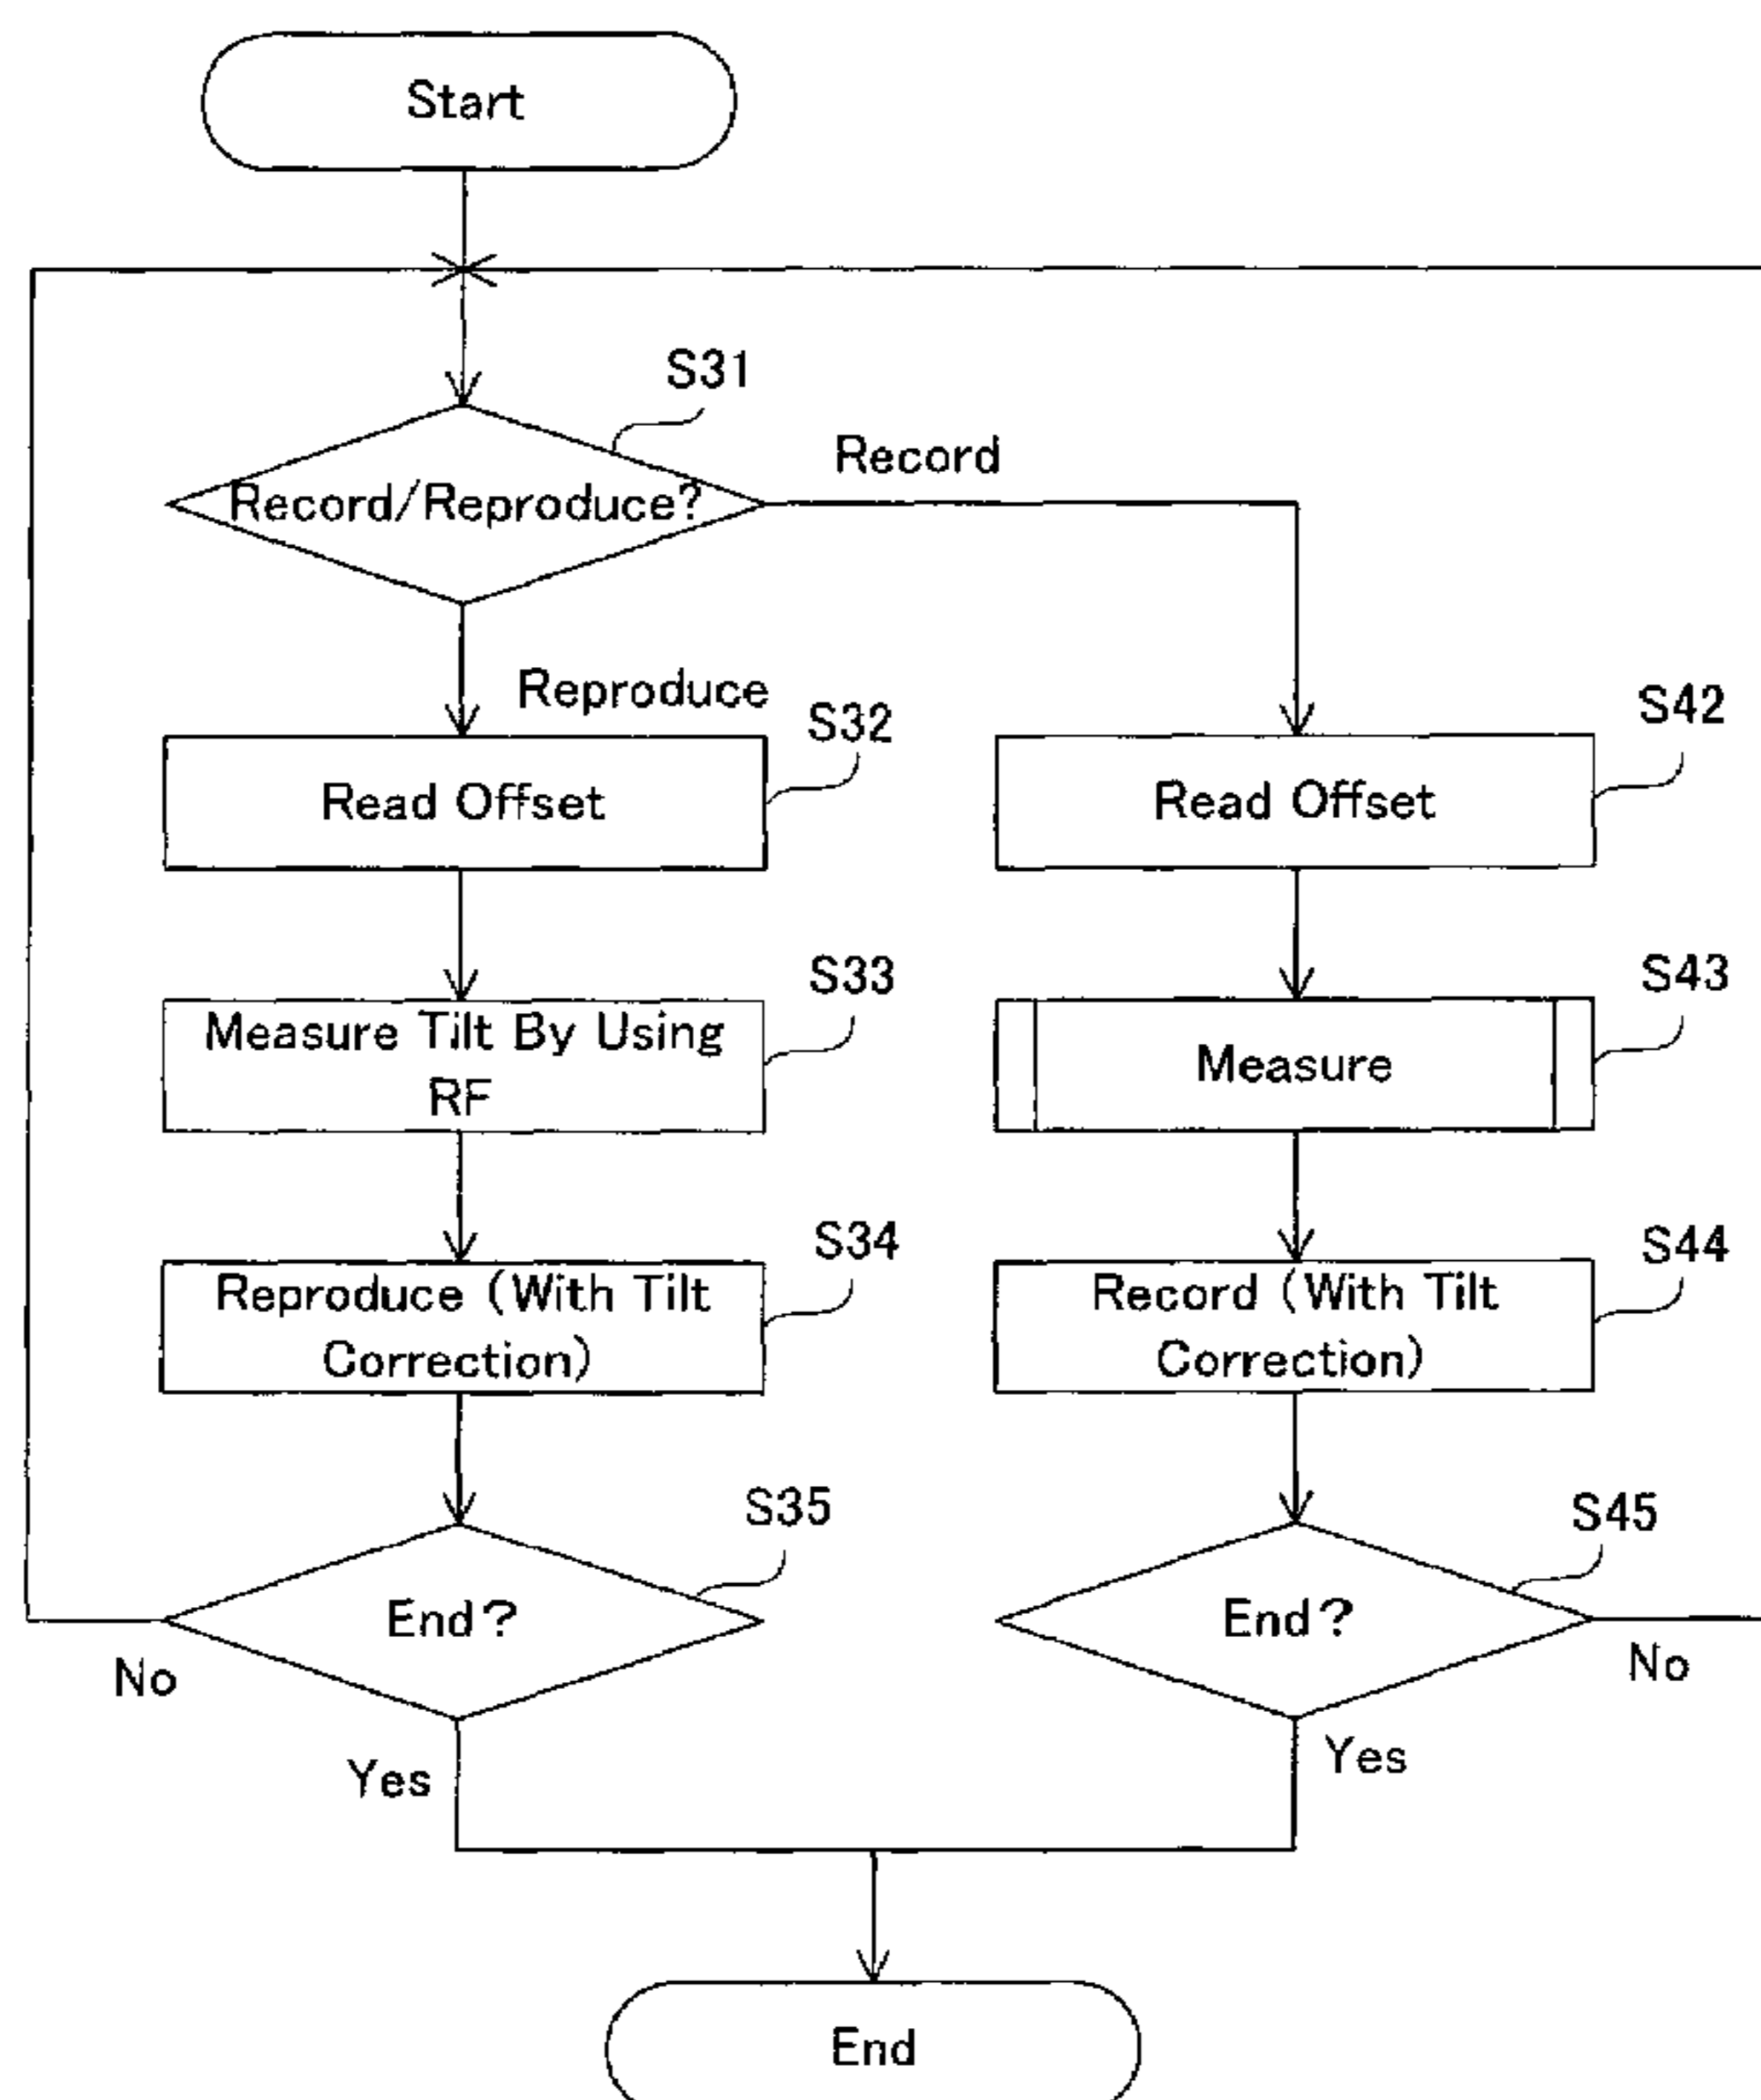 Start
S31
Record/Reproduce?
Record
Reproduce
S32
Read Offset
S42
Read Offset
S33
Measure Tilt By Using
RF
S43
Measure
S34
Reproduce (With Tilt
Correction)
S44
Record (With Tilt
Correction)
S35
End?
No
Yes
S45
End?
No
Yes
End